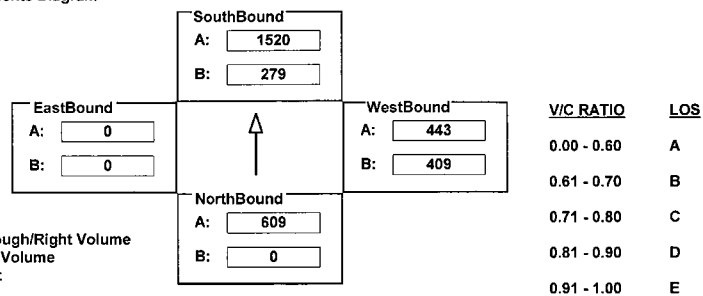 SouthBound
A: 1520
B: 279
EastBound
A: 0
B: 0
WestBound
A: 443
B: 409
NorthBound
A: 609
B: 0
Volume
Volume
V/C RATIO LOS
0.00 - 0.60 A
0.61 - 0.70 B
0.71 - 0.80 C
0.81 - 0.90 D
0.91 - 1.00 E